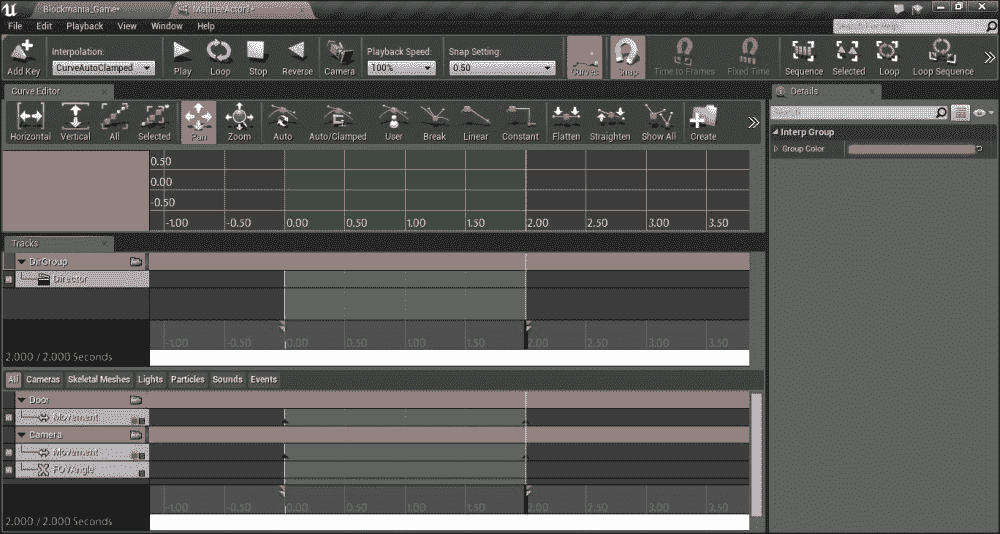 Blockmania_Game*
MatineeActor1*
File Edit Playback View Window Help
Search For Help
Add Key
Interpolation:
CurveAutoClamped
Play Loop Stop Reverse Camera
Playback Speed:
100%
Snap Setting:
0.50
Curves Snap Time to Frames Fixed Time Sequence Selected Loop Loop Sequence
Curve Editor
Horizontal Vertical All Selected Pan Zoom Auto Auto/Clamped User Break Linear Constant Flatten Straighten Show All Create
0.50
0.00
-0.50
-1.00 -0.50 0.00 0.50 1.00 1.50 2.00 2.50 3.00 3.50
Tracks
DirGroup
Director
-1.00 -0.50 0.00 0.50 1.00 1.50 2.00 2.50 3.00 3.50
2.000 / 2.000 Seconds
All Cameras Skeletal Meshes Lights Particles Sounds Events
Door
Movement
Camera
Movement
FOVAngle
-1.00 -0.50 0.00 0.50 1.00 1.50 2.00 2.50 3.00 3.50
2.000 / 2.000 Seconds
Details
Search
Interp Group
Group Color